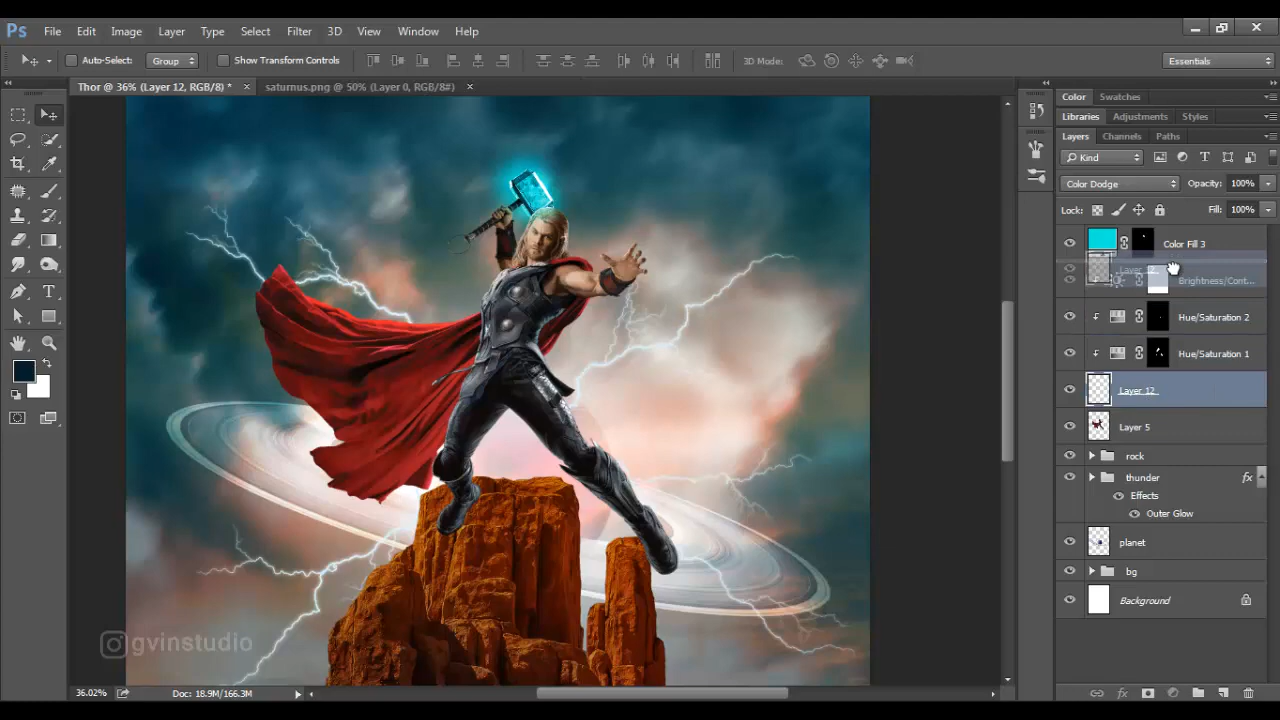 Ps File Edit Image Layer Type Select Filter 3D View Window Help
Auto-Select: Group Show Transform Controls 3D Mode: Essentials
Thor @ 36% (Layer 12, RGB/8) * × saturnus.png @ 50% (Layer 0, RGB/8#) ×
Color Swatches
Libraries Adjustments Styles
Layers Channels Paths
Kind
Color Dodge Opacity: 100%
Lock: Fill: 100%
Color Fill 3
Layer 12
Brightness/Cont...
Hue/Saturation 2
Hue/Saturation 1
Layer 12
Layer 5
rock
thunder fx
Effects
Outer Glow
planet
bg
Background
gvinstudio
36.02% Doc: 18.9M/166.3M